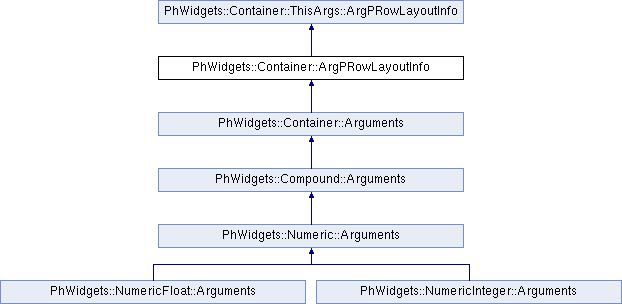 PhWidgets::Container::ThisArgs::ArgPRowLayoutInfo
PhWidgets::Container::ArgPRowLayoutInfo
PhWidgets::Container::Arguments
PhWidgets::Compound::Arguments
PhWidgets::Numeric::Arguments
PhWidgets::NumericFloat::Arguments
PhWidgets::NumericInteger::Arguments